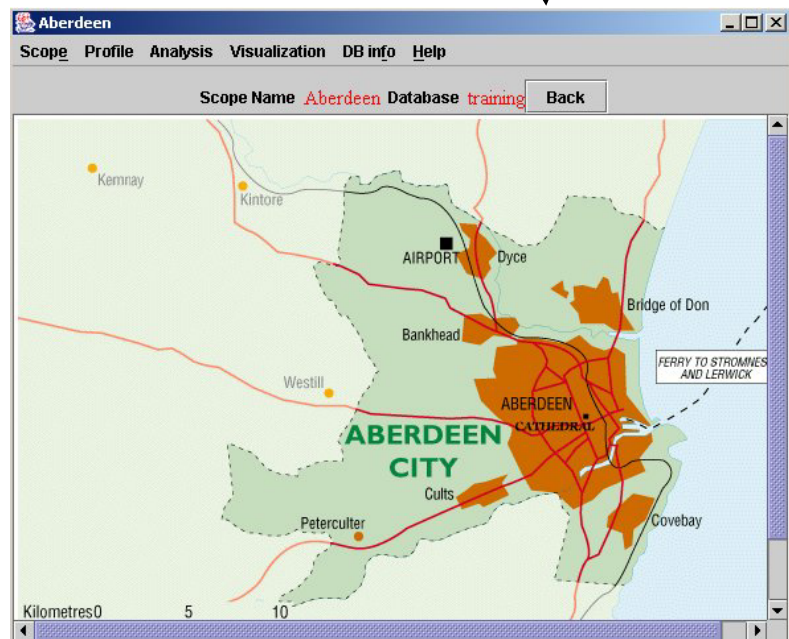 Aberdeen
Scope Profile Analysis Visualization DB info Help
Scope Name Aberdeen Database training Back
Kemnay
Kintore
AIRPORT
Dyce
Bridge of Don
Bankhead
FERRY TO STROMNES
AND LERWICK
Westill
ABERDEEN
CATHEDRAL
ABERDEEN
CITY
Cults
Peterculter
Covebay
Kilometres0 5 10